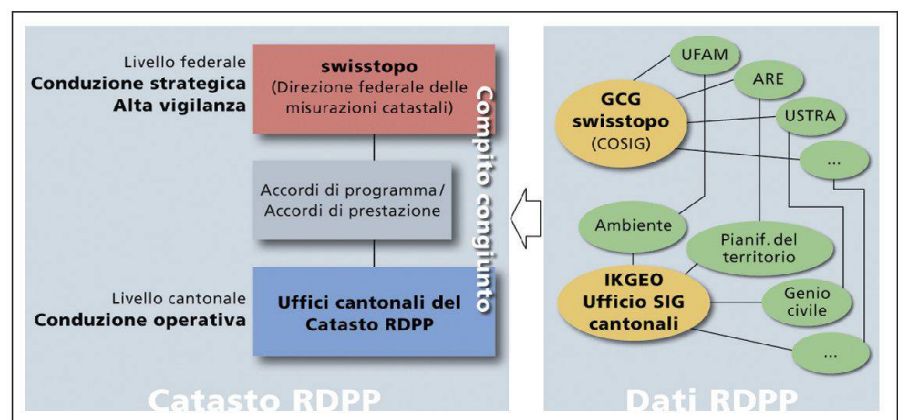 Livello federale
Conduzione strategica
Alta vigilanza
swisstopo
(Direzione federale delle
misurazioni catastali)
Accordi di programma/
Accordi di prestazione
Compito congiunto
Livello cantonale
Conduzione operativa
Uffici cantonali del
Catasto RDPP
Catasto RDPP
UFAM
ARE
GCG
swisstopo
(COSIG)
USTRA
...
Ambiente
Pianif. del
territorio
IKGEO
Ufficio SIG
cantonali
Genio
civile
...
Dati RDPP